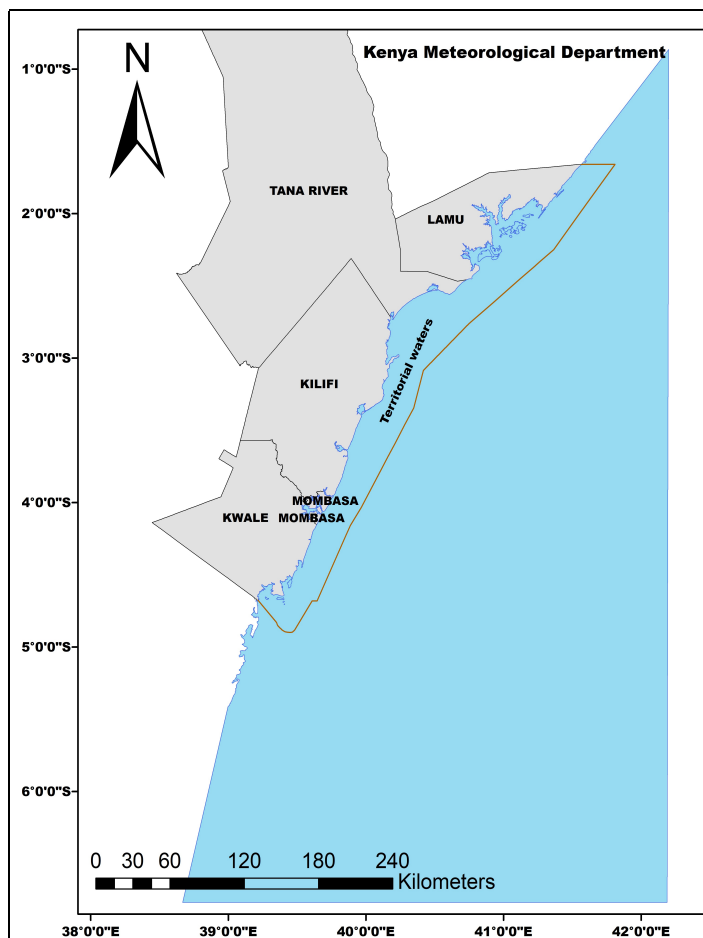 Kenya Meteorological Department
N
1°0'0"S
TANA RIVER
2°0'0"S
LAMU
3°0'0"S
Territorial waters
KILIFI
4°0'0"S
MOMBASA
KWALE MOMBASA
5°0'0"S
6°0'0"S
0 30 60 120 180 240
Kilometers
38°0'0"E 39°0'0"E 40°0'0"E 41°0'0"E 42°0'0"E